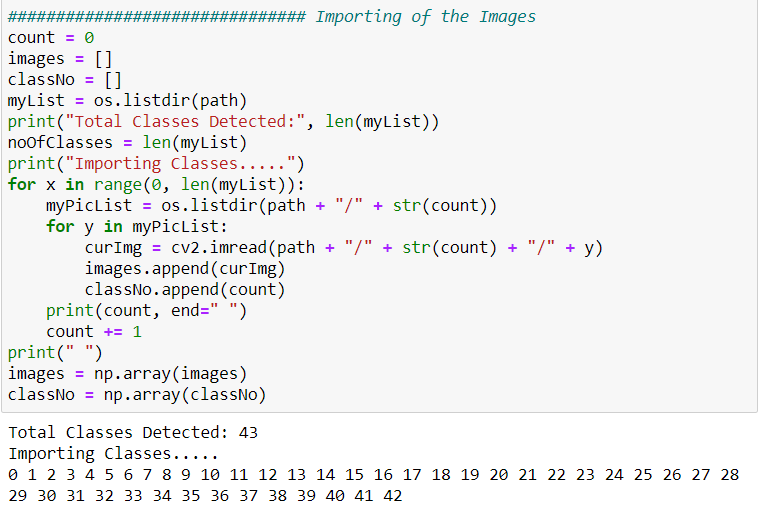 ############################### Importing of the Images
count = 0
images = []
classNo = []
myList = os.listdir(path)
print("Total Classes Detected:", len(myList))
noOfClasses = len(myList)
print("Importing Classes.....")
for x in range(0, len(myList)):
    myPicList = os.listdir(path + "/" + str(count))
    for y in myPicList:
        curImg = cv2.imread(path + "/" + str(count) + "/" + y)
        images.append(curImg)
        classNo.append(count)
    print(count, end=" ")
    count += 1
print(" ")
images = np.array(images)
classNo = np.array(classNo)
Total Classes Detected: 43
Importing Classes.....
0 1 2 3 4 5 6 7 8 9 10 11 12 13 14 15 16 17 18 19 20 21 22 23 24 25 26 27 28
29 30 31 32 33 34 35 36 37 38 39 40 41 42